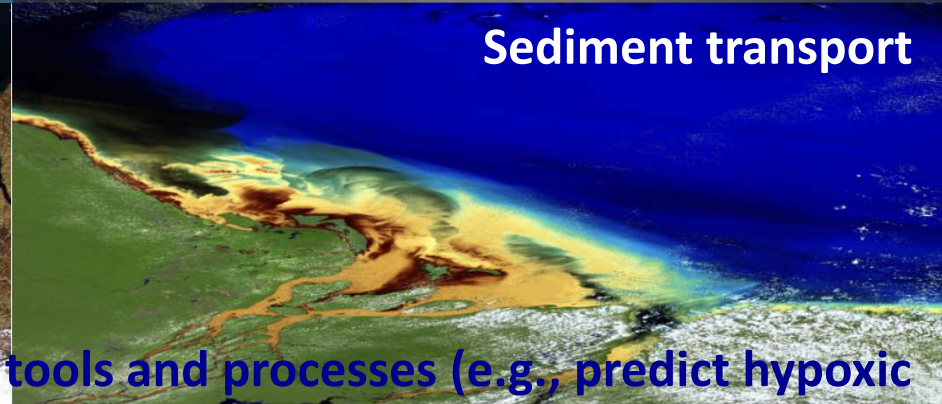 Sediment transport
tools and processes (e.g., predict hypoxic